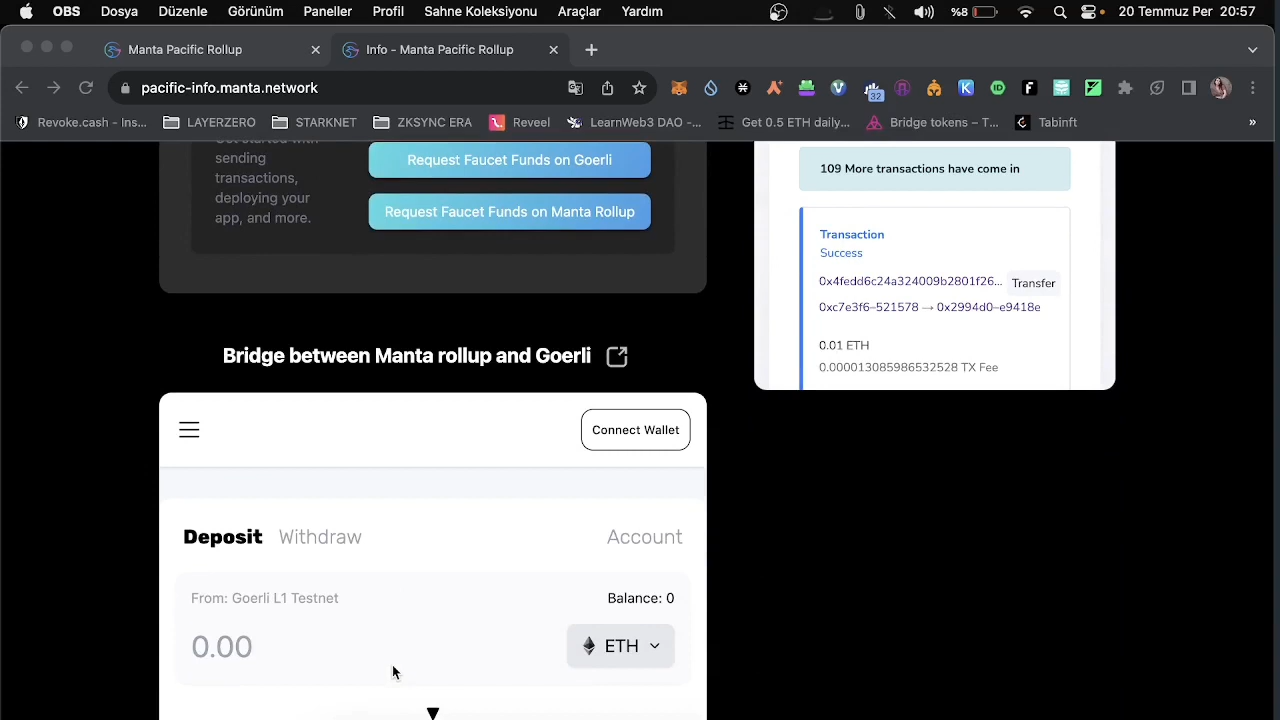 OBS Dosya Düzenle Görünüm Paneller Profil Sahne Koleksiyonu Araçlar Yardım %8 20 Temmuz Per 20:57
Manta Pacific Rollup Info - Manta Pacific Rollup
pacific-info.manta.network 32
Revoke.cash - Ins... LAYERZERO STARKNET ZKSYNC ERA Reveel LearnWeb3 DAO -... Get 0.5 ETH daily... Bridge tokens – T... Tabinft »
sending
transactions,
deploying your
app, and more.
Request Faucet Funds on Goerli
Request Faucet Funds on Manta Rollup
109 More transactions have come in
Transaction
Success
0x4fedd6c24a324009b2801f26... Transfer
0xc7e3f6–521578 → 0x2994d0–e9418e
0.01 ETH
0.000013085986532528 TX Fee
Bridge between Manta rollup and Goerli
Connect Wallet
Deposit Withdraw Account
From: Goerli L1 Testnet Balance: 0
0.00 ETH